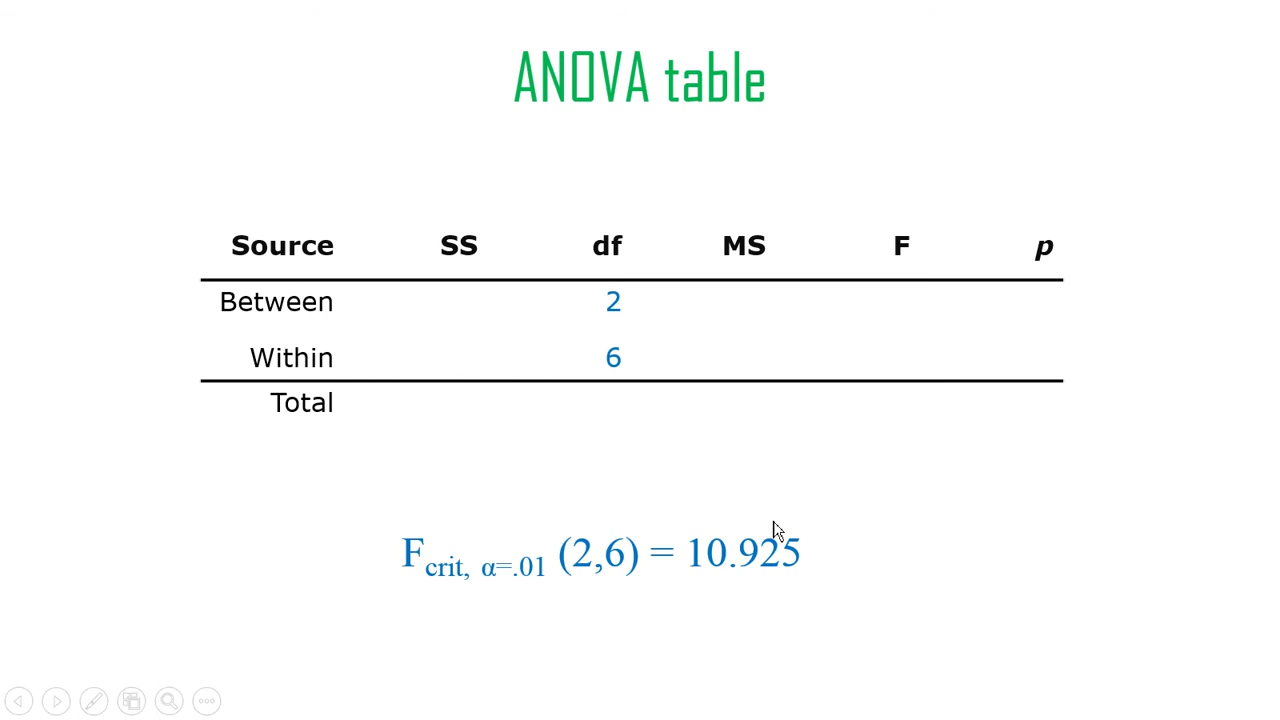 ANOVA table
Source SS df MS F p
Between 2
Within 6
Total
Fcrit, α=.01 (2,6) = 10.925